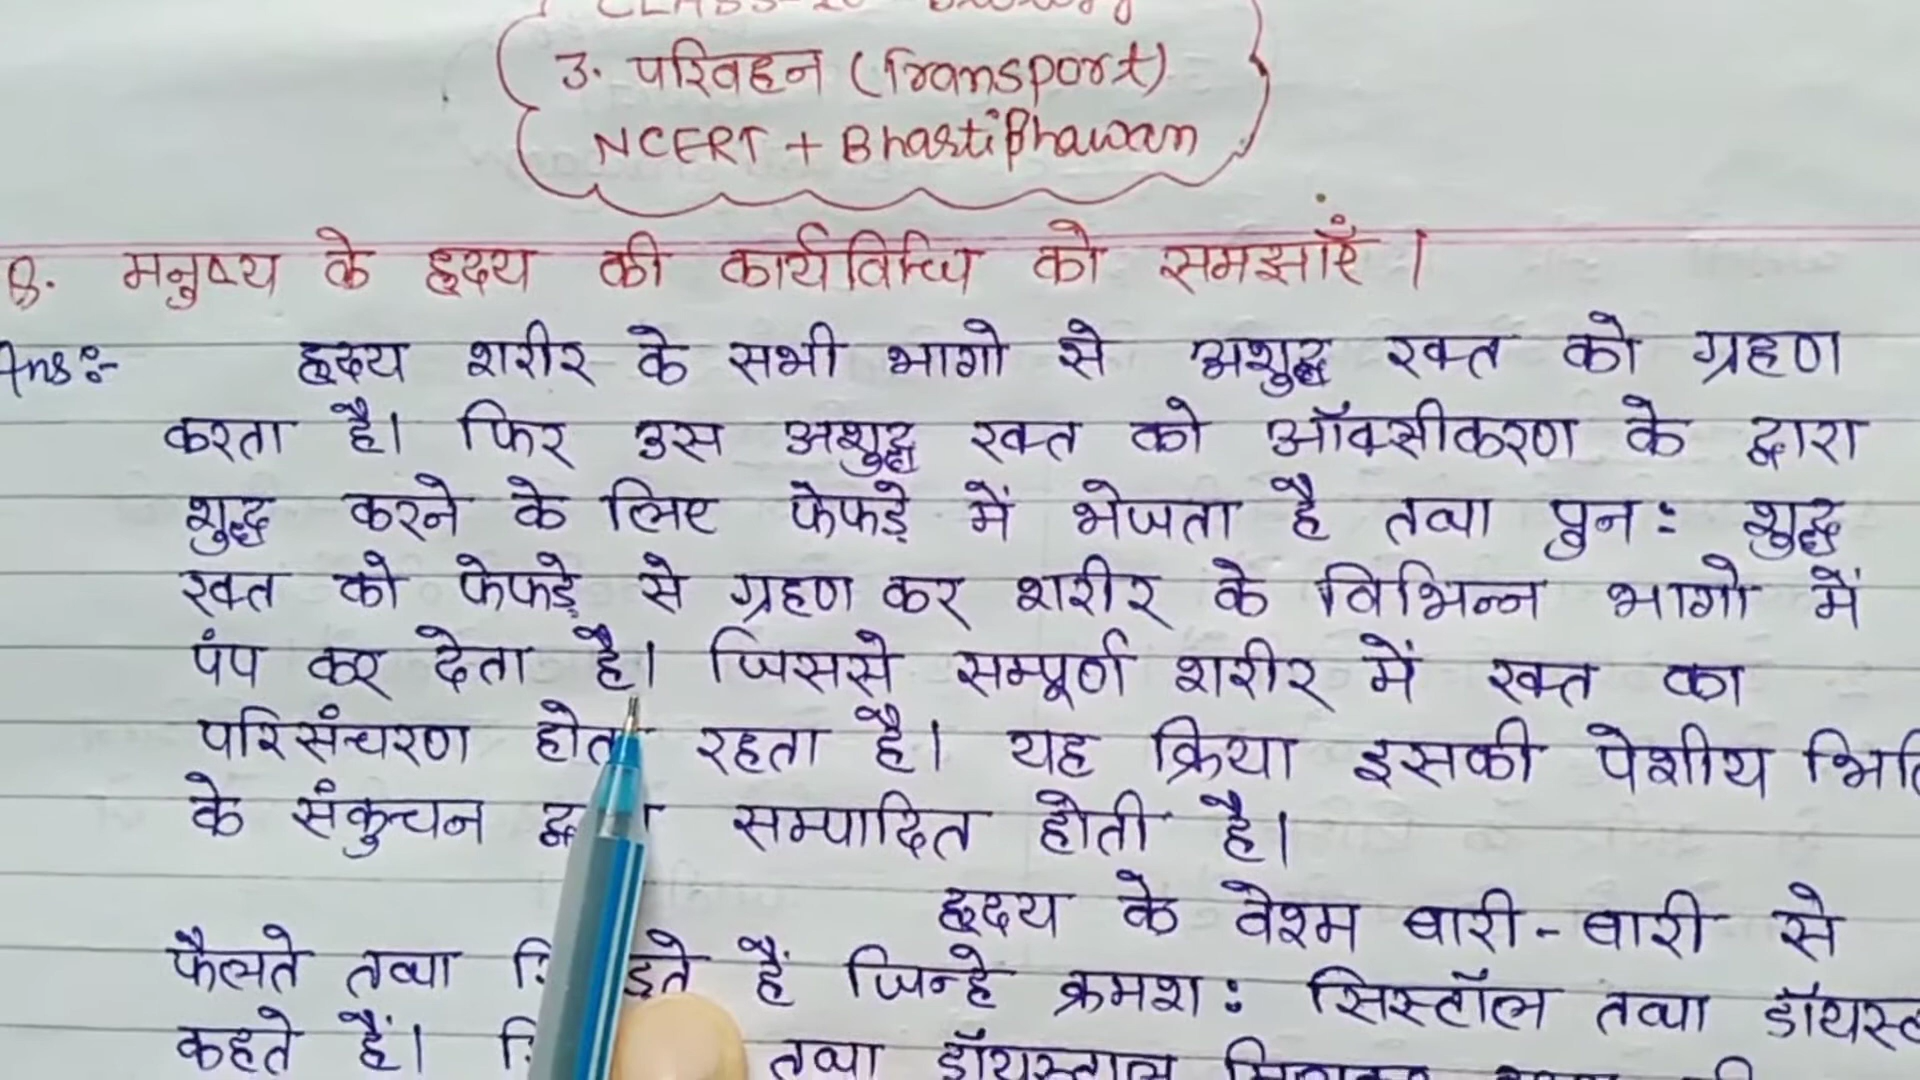 3. परिवहन (Transport)
NCERT + BhartiBhawan
Q. मनुष्य के हृदय की कार्यविधि को समझाएँ।
Ans:- हृदय शरीर के सभी भागो से अशुद्ध रक्त को ग्रहण
करता है। फिर उस अशुद्ध रक्त को ऑक्सीकरण के द्वारा
शुद्ध करने के लिए फेफड़े में भेजता है तथा पुन: शुद्ध
रक्त को फेफड़े से ग्रहण कर शरीर के विभिन्न भागो में
पंप कर देता है। जिससे सम्पूर्ण शरीर में रक्त का
परिसंचरण होता रहता है। यह क्रिया इसकी पेशीय
के संकुचन सम्पादित होती है।
हृदय के वेश्म बारी-बारी से
फैलते तथा हैं जिन्हे क्रमश: सिस्टॉल तथा
कहते हैं। तथा डॉयस्टाल